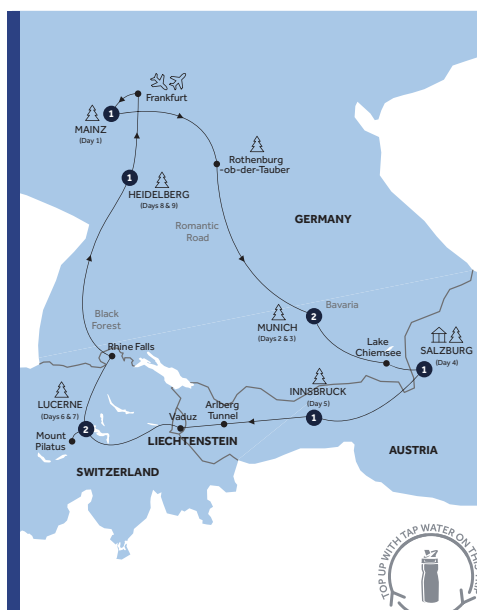 Frankfurt
1
MAINZ
(Day 1)
Rothenburg
-ob-der-Tauber
1
HEIDELBERG
(Days 8 & 9)
GERMANY
Romantic
Road
Bavaria
2
MUNICH
(Days 2 & 3)
Black
Forest
Rhine Falls
Lake
Chiemsee
SALZBURG
(Day 4)
1
INNSBRUCK
(Day 5)
1
LUCERNE
(Days 6 & 7)
2
Mount
Pilatus
Vaduz
Arlberg
Tunnel
LIECHTENSTEIN
SWITZERLAND
AUSTRIA
TOP UP WITH TAP WATER ON THIS